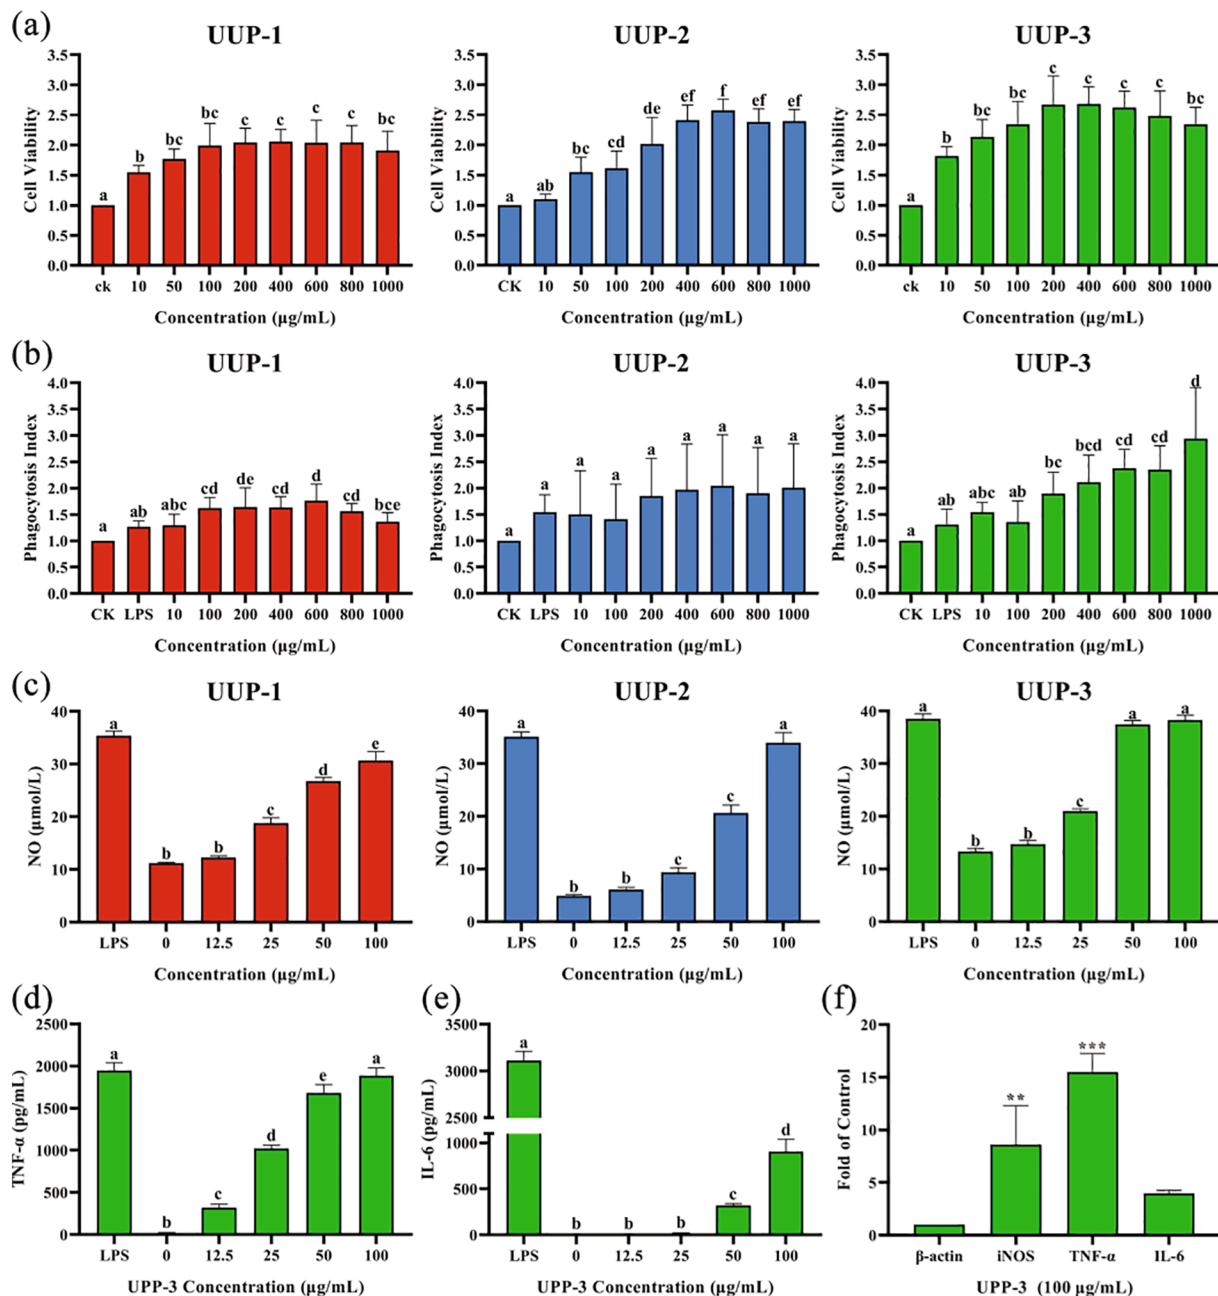 (a)
UUP-1
UUP-2
UUP-3
Cell Viability
3.5
3.0
2.5
2.0
1.5
1.0
0.5
0.0
a b bc bc c c c c bc
ck 10 50 100 200 400 600 800 1000
Concentration (μg/mL)
Cell Viability
3.5
3.0
2.5
2.0
1.5
1.0
0.5
0.0
a ab bc cd de ef f ef ef
CK 10 50 100 200 400 600 800 1000
Concentration (μg/mL)
Cell Viability
3.5
3.0
2.5
2.0
1.5
1.0
0.5
0.0
a b bc bc c c c c bc
ck 10 50 100 200 400 600 800 1000
Concentration (μg/mL)
(b)
UUP-1
UUP-2
UUP-3
Phagocytosis Index
4.0
3.5
3.0
2.5
2.0
1.5
1.0
0.5
0.0
a ab abc cd de cd d cd bce
CK LPS 10 100 200 400 600 800 1000
Concentration (μg/mL)
Phagocytosis Index
4.0
3.5
3.0
2.5
2.0
1.5
1.0
0.5
0.0
a a a a a a a a a
CK LPS 10 100 200 400 600 800 1000
Concentration (μg/mL)
Phagocytosis Index
4.0
3.5
3.0
2.5
2.0
1.5
1.0
0.5
0.0
a ab abc ab bc bcd cd cd d
CK LPS 10 100 200 400 600 800 1000
Concentration (μg/mL)
(c)
UUP-1
UUP-2
UUP-3
NO (μmol/L)
40
30
20
10
0
a b b c d e
LPS 0 12.5 25 50 100
Concentration (μg/mL)
NO (μmol/L)
40
30
20
10
0
a b b c c a
LPS 0 12.5 25 50 100
Concentration (μg/mL)
NO (μmol/L)
40
30
20
10
0
a b b c a a
LPS 0 12.5 25 50 100
Concentration (μg/mL)
(d)
TNF-α (pg/mL)
2500
2000
1500
1000
500
0
a b c d e a
LPS 0 12.5 25 50 100
UPP-3 Concentration (μg/mL)
(e)
IL-6 (pg/mL)
3500
3000
2500
1000
500
0
a b b b c d
LPS 0 12.5 25 50 100
UPP-3 Concentration (μg/mL)
(f)
Fold of Control
20
15
10
5
0
** ***
β-actin iNOS TNF-α IL-6
UPP-3 (100 μg/mL)